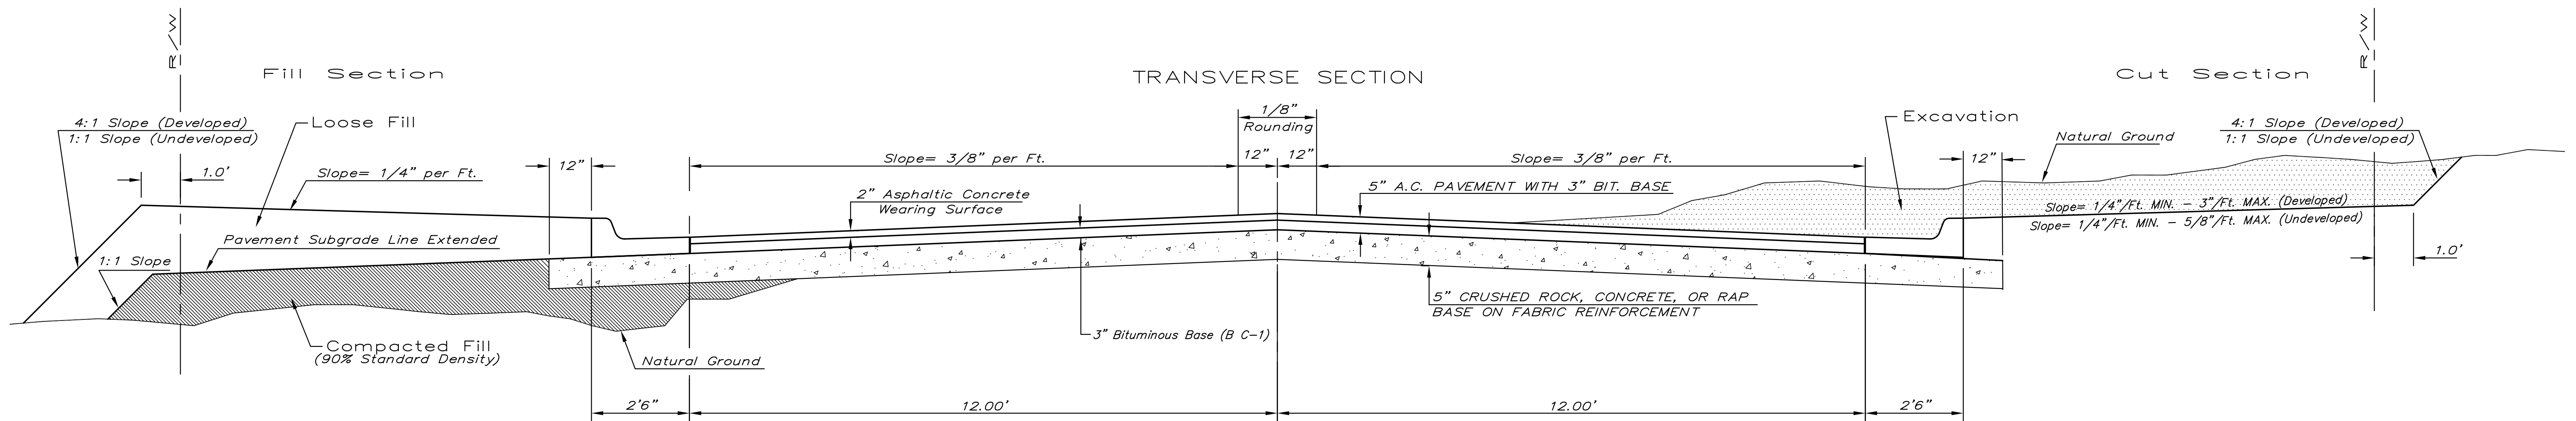 R/W
R/W
Fill Section
TRANSVERSE SECTION
Cut Section
4:1 Slope (Developed)
1:1 Slope (Undeveloped)
Loose Fill
1/8"
Rounding
Excavation
Natural Ground
4:1 Slope (Developed)
1:1 Slope (Undeveloped)
1.0'
Slope= 1/4" per Ft.
12"
Slope= 3/8" per Ft.
12"
12"
Slope= 3/8" per Ft.
12"
2" Asphaltic Concrete
Wearing Surface
5" A.C. PAVEMENT WITH 3" BIT. BASE
Slope= 1/4"/Ft. MIN. - 3"/Ft. MAX. (Developed)
Slope= 1/4"/Ft. MIN. - 5/8"/Ft. MAX. (Undeveloped)
Pavement Subgrade Line Extended
1:1 Slope
1.0'
5" CRUSHED ROCK, CONCRETE, OR RAP
BASE ON FABRIC REINFORCEMENT
3" Bituminous Base (B C-1)
Compacted Fill
(90% Standard Density)
Natural Ground
2'6"
12.00'
12.00'
2'6"